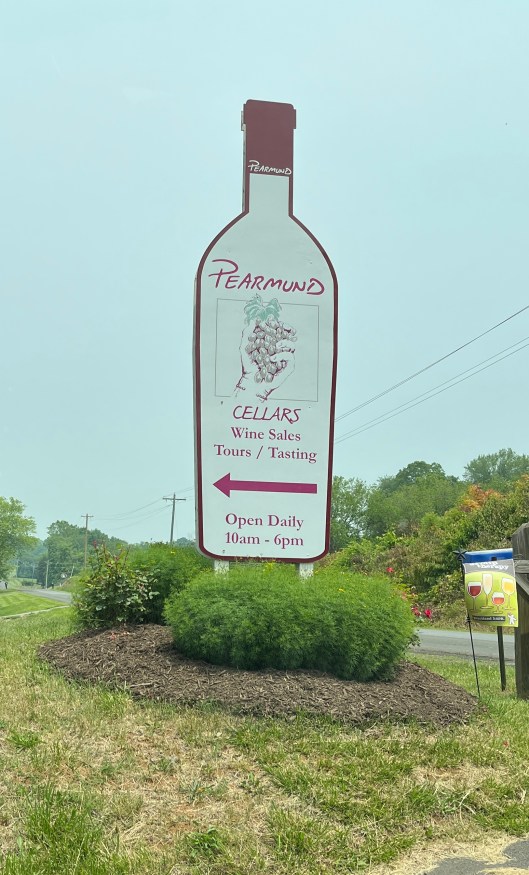 PEARMUND
PEARMUND
CELLARS
Wine Sales
Tours / Tasting
Open Daily
10am - 6pm